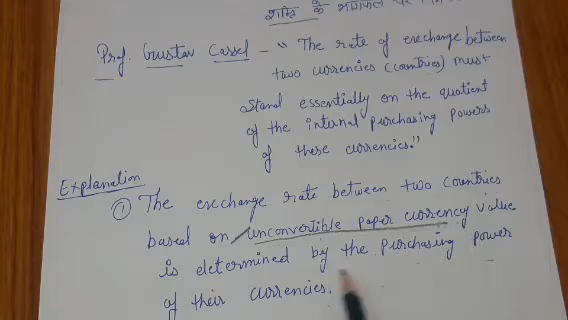 शक्ति के
Prof. Gustav Cassel - "The rate of exchange between
two currencies (countries) must
stand essentially on the quotient
of the internal purchasing powers
of these currencies."
Explanation
① The exchange rate between two countries
based on unconvertible paper currency value
is determined by the purchasing power
of their currencies.